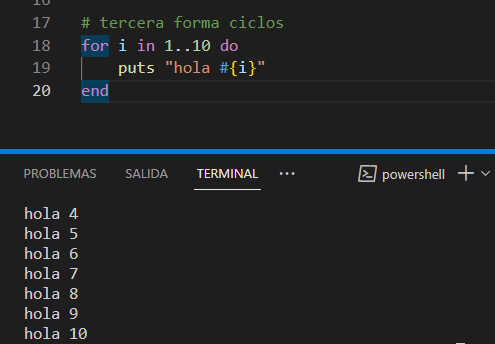 17 # tercera forma ciclos
18 for i in 1..10 do
19 puts "hola #{i}"
20 end
PROBLEMAS SALIDA TERMINAL ··· powershell
hola 4
hola 5
hola 6
hola 7
hola 8
hola 9
hola 10